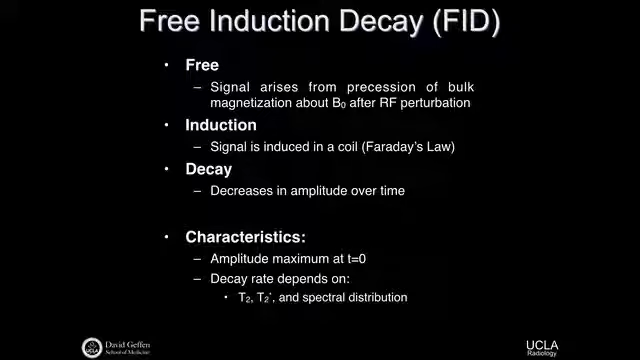 Free Induction Decay (FID)
• Free
– Signal arises from precession of bulk
magnetization about B₀ after RF perturbation
• Induction
– Signal is induced in a coil (Faraday's Law)
• Decay
– Decreases in amplitude over time
• Characteristics:
– Amplitude maximum at t=0
– Decay rate depends on:
• T₂, T₂*, and spectral distribution
UCLA
David Geffen
School of Medicine
UCLA
Radiology